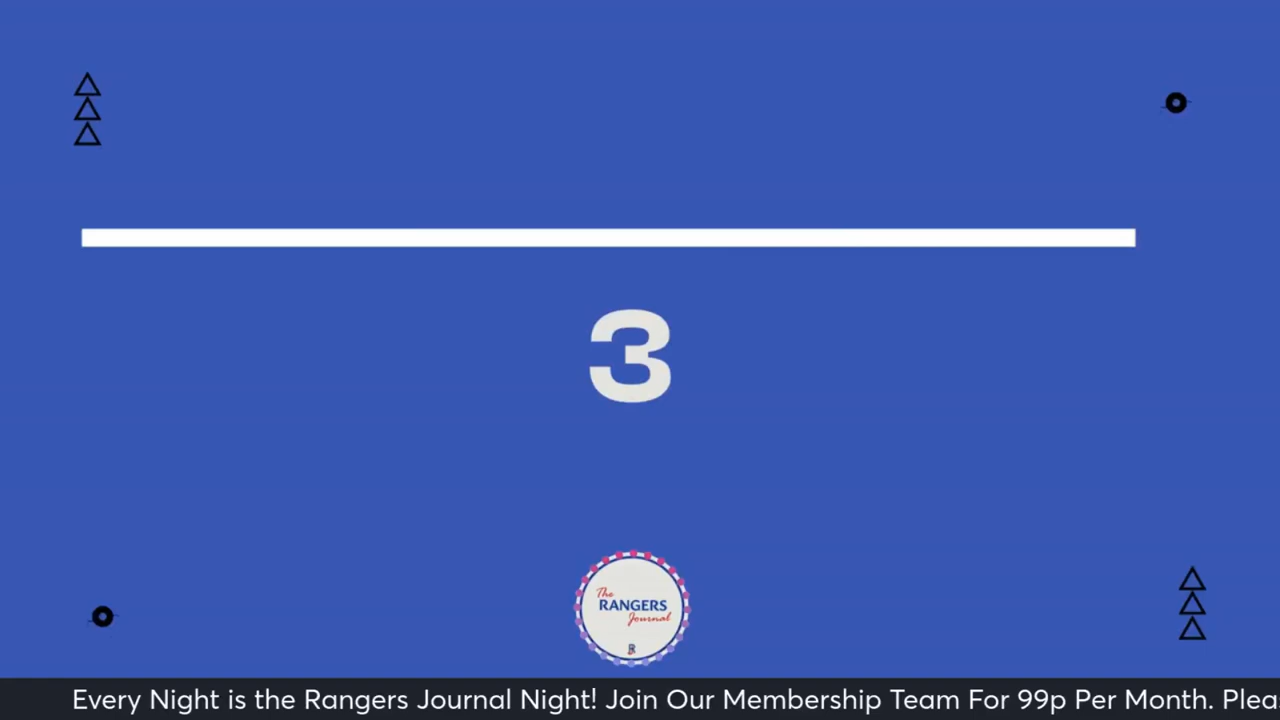 3
The
RANGERS
Journal
Every Night is the Rangers Journal Night! Join Our Membership Team For 99p Per Month. Plea